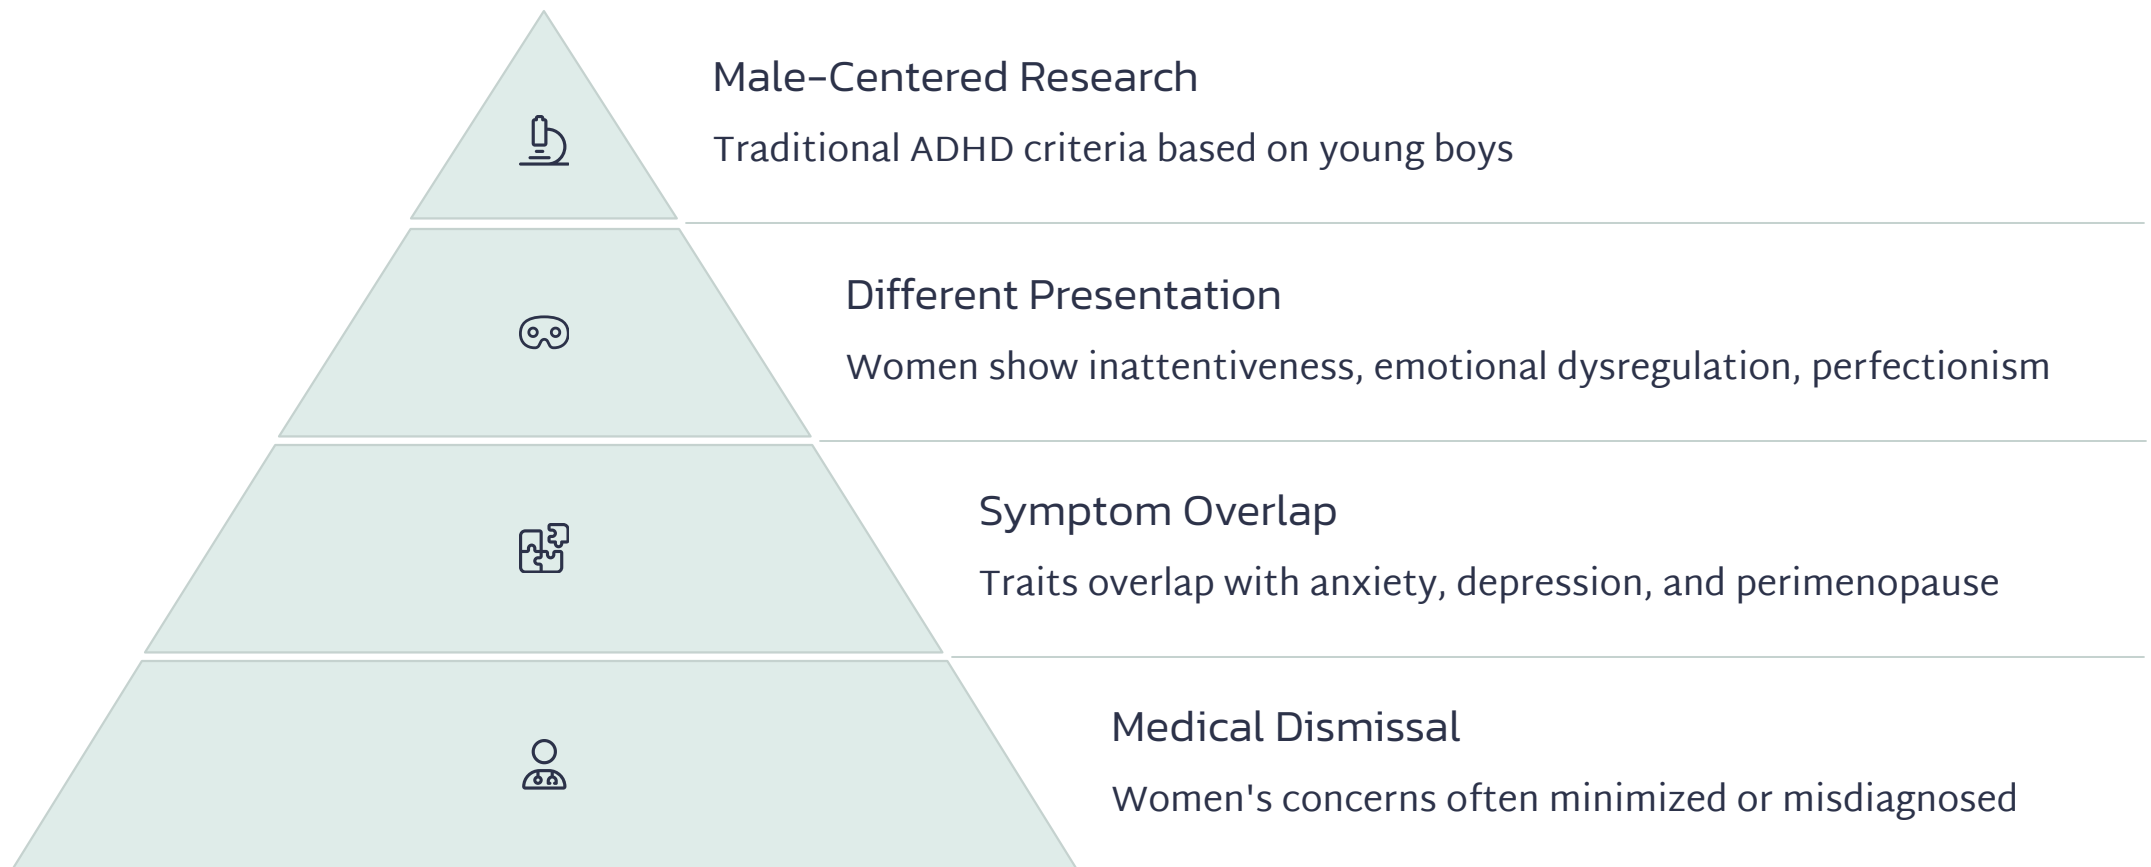 Male-Centered Research
Traditional ADHD criteria based on young boys
Different Presentation
Women show inattentiveness, emotional dysregulation, perfectionism
Symptom Overlap
Traits overlap with anxiety, depression, and perimenopause
Medical Dismissal
Women's concerns often minimized or misdiagnosed